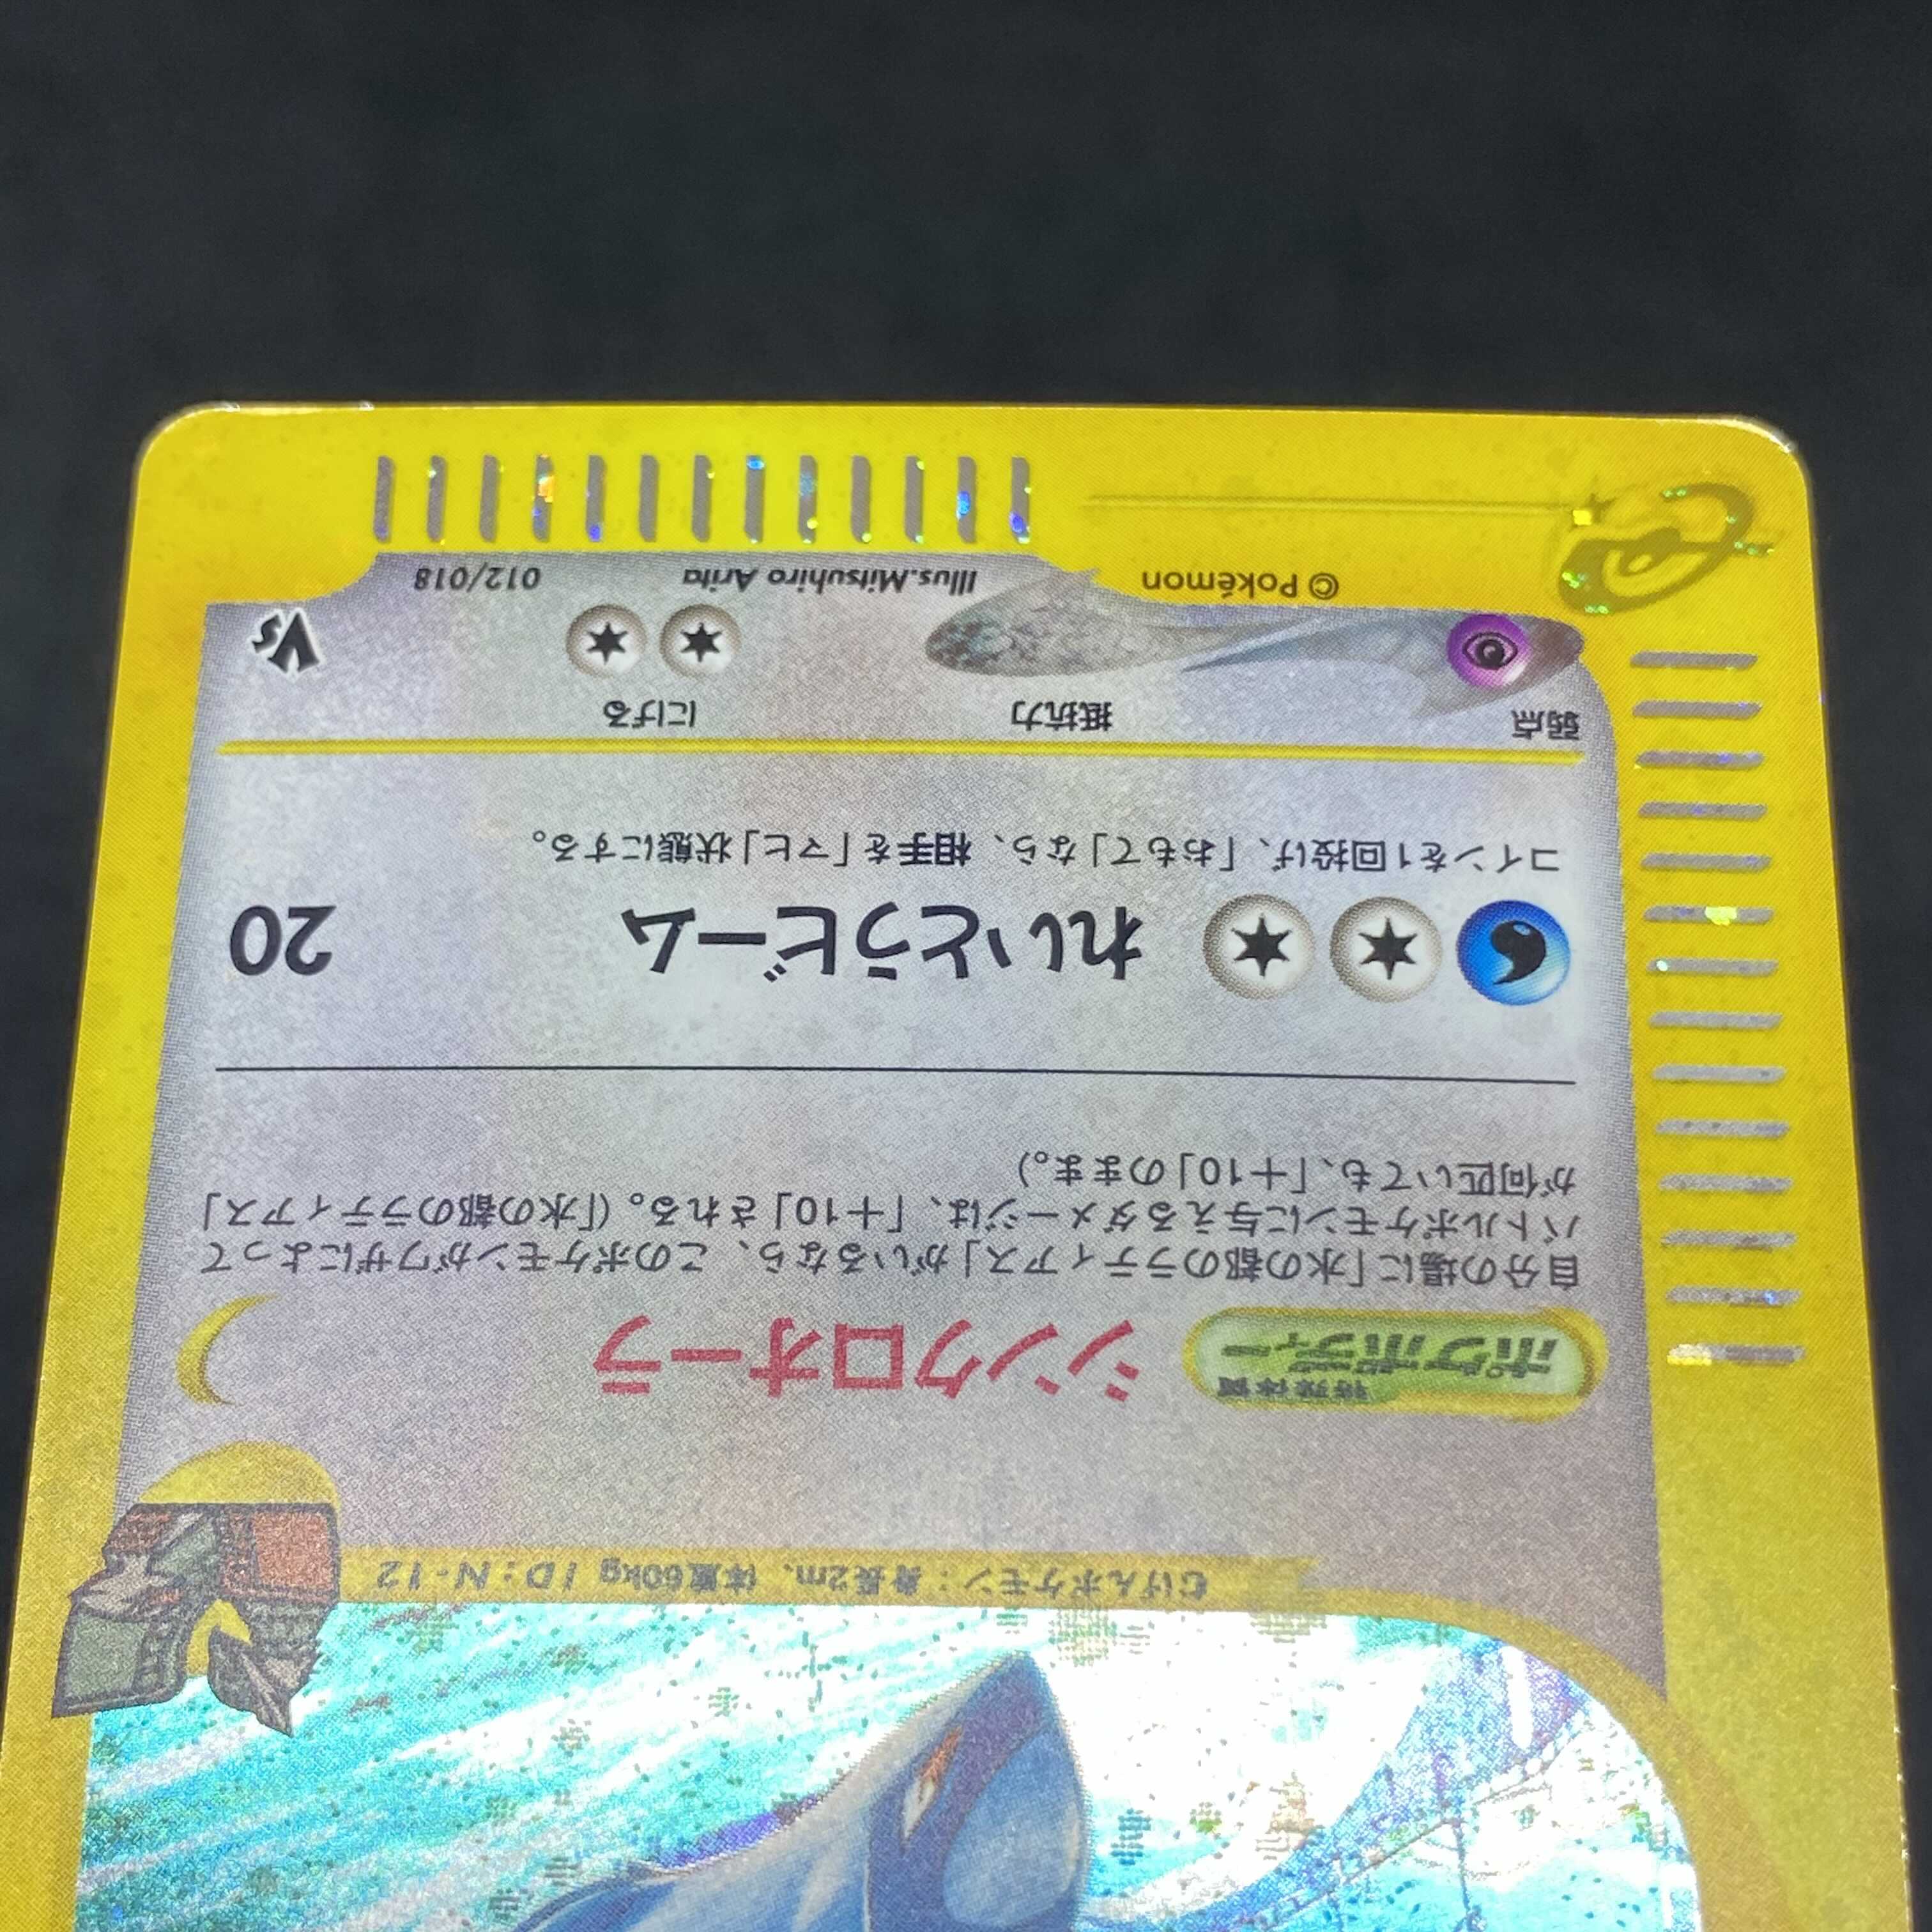 むげんポケモン：身長2m、体重60kg ID：N-12
特殊体質
ポケボディー シンクロオーラ
自分の場に「水の都のラティアス」がいるなら、このポケモンがワザによって
バトルポケモンに与えるダメージは、「＋10」される。（「水の都のラティアス」
が何匹いても、「＋10」のまま。）
れいとうビーム 20
コインを1回投げ、「おもて」なら、相手を「マヒ」状態にする。
弱点 抵抗力 にげる
VS
© Pokémon Illus.Mitsuhiro Arita 012/018